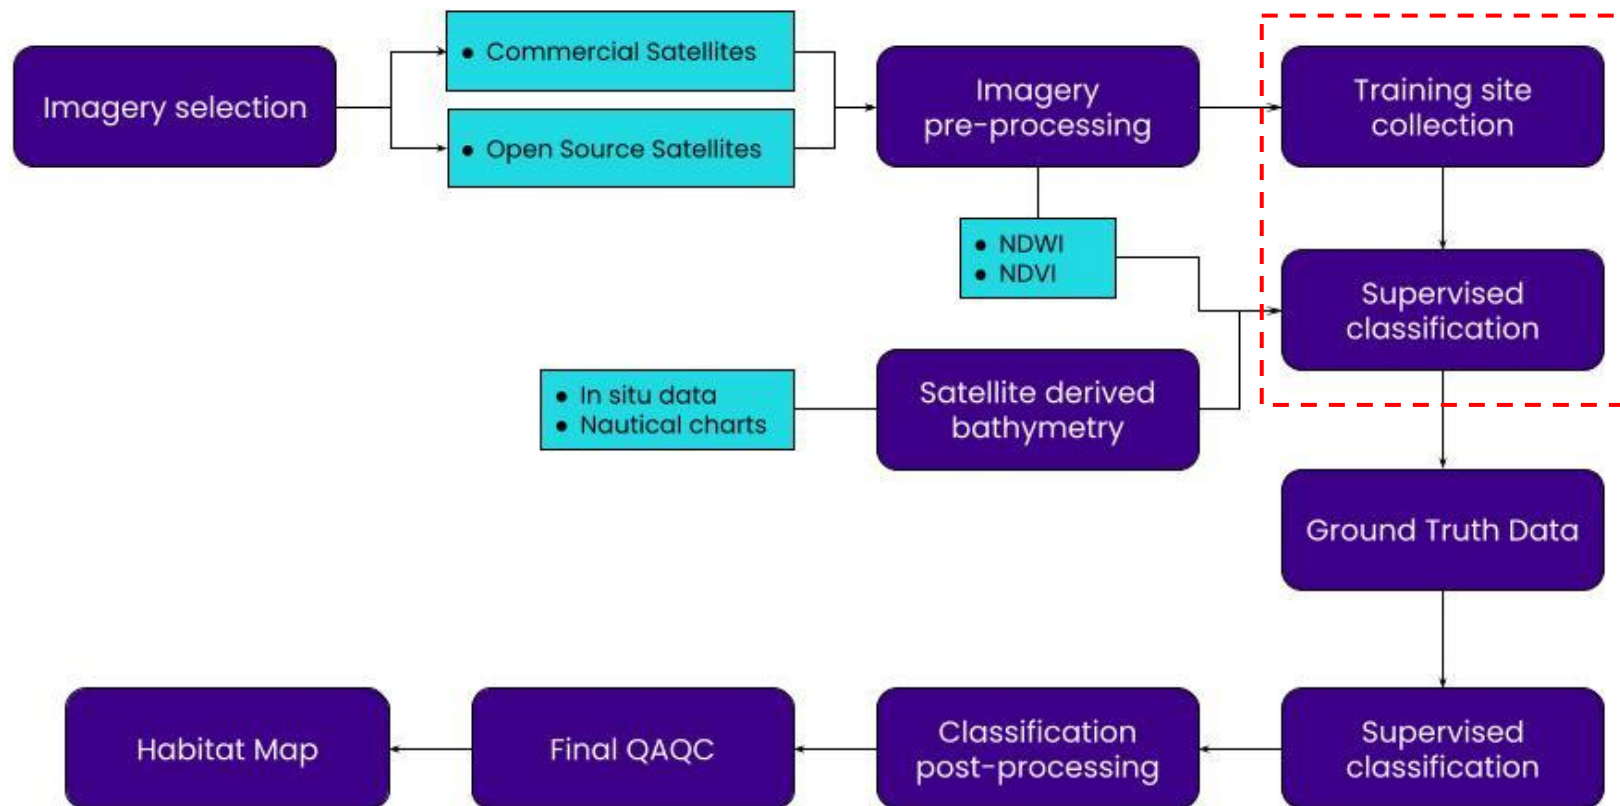 Imagery selection
● Commercial Satellites
● Open Source Satellites
Imagery
pre-processing
Training site
collection
● NDWI
● NDVI
Supervised
classification
● In situ data
● Nautical charts
Satellite derived
bathymetry
Ground Truth Data
Habitat Map
Final QAQC
Classification
post-processing
Supervised
classification